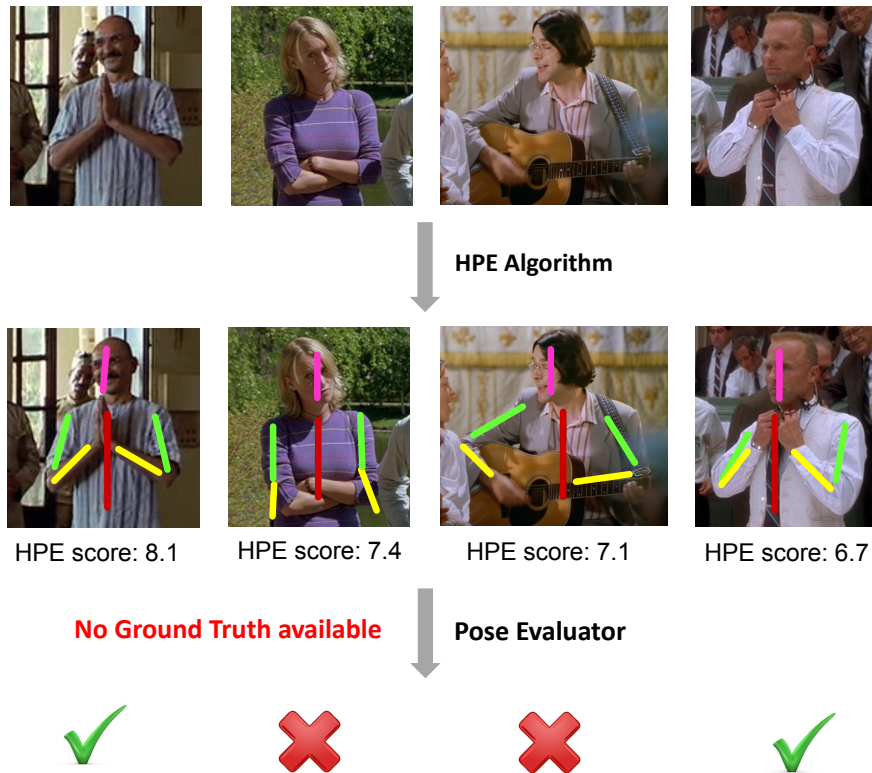 HPE Algorithm
HPE score: 8.1
HPE score: 7.4
HPE score: 7.1
HPE score: 6.7
No Ground Truth available
Pose Evaluator